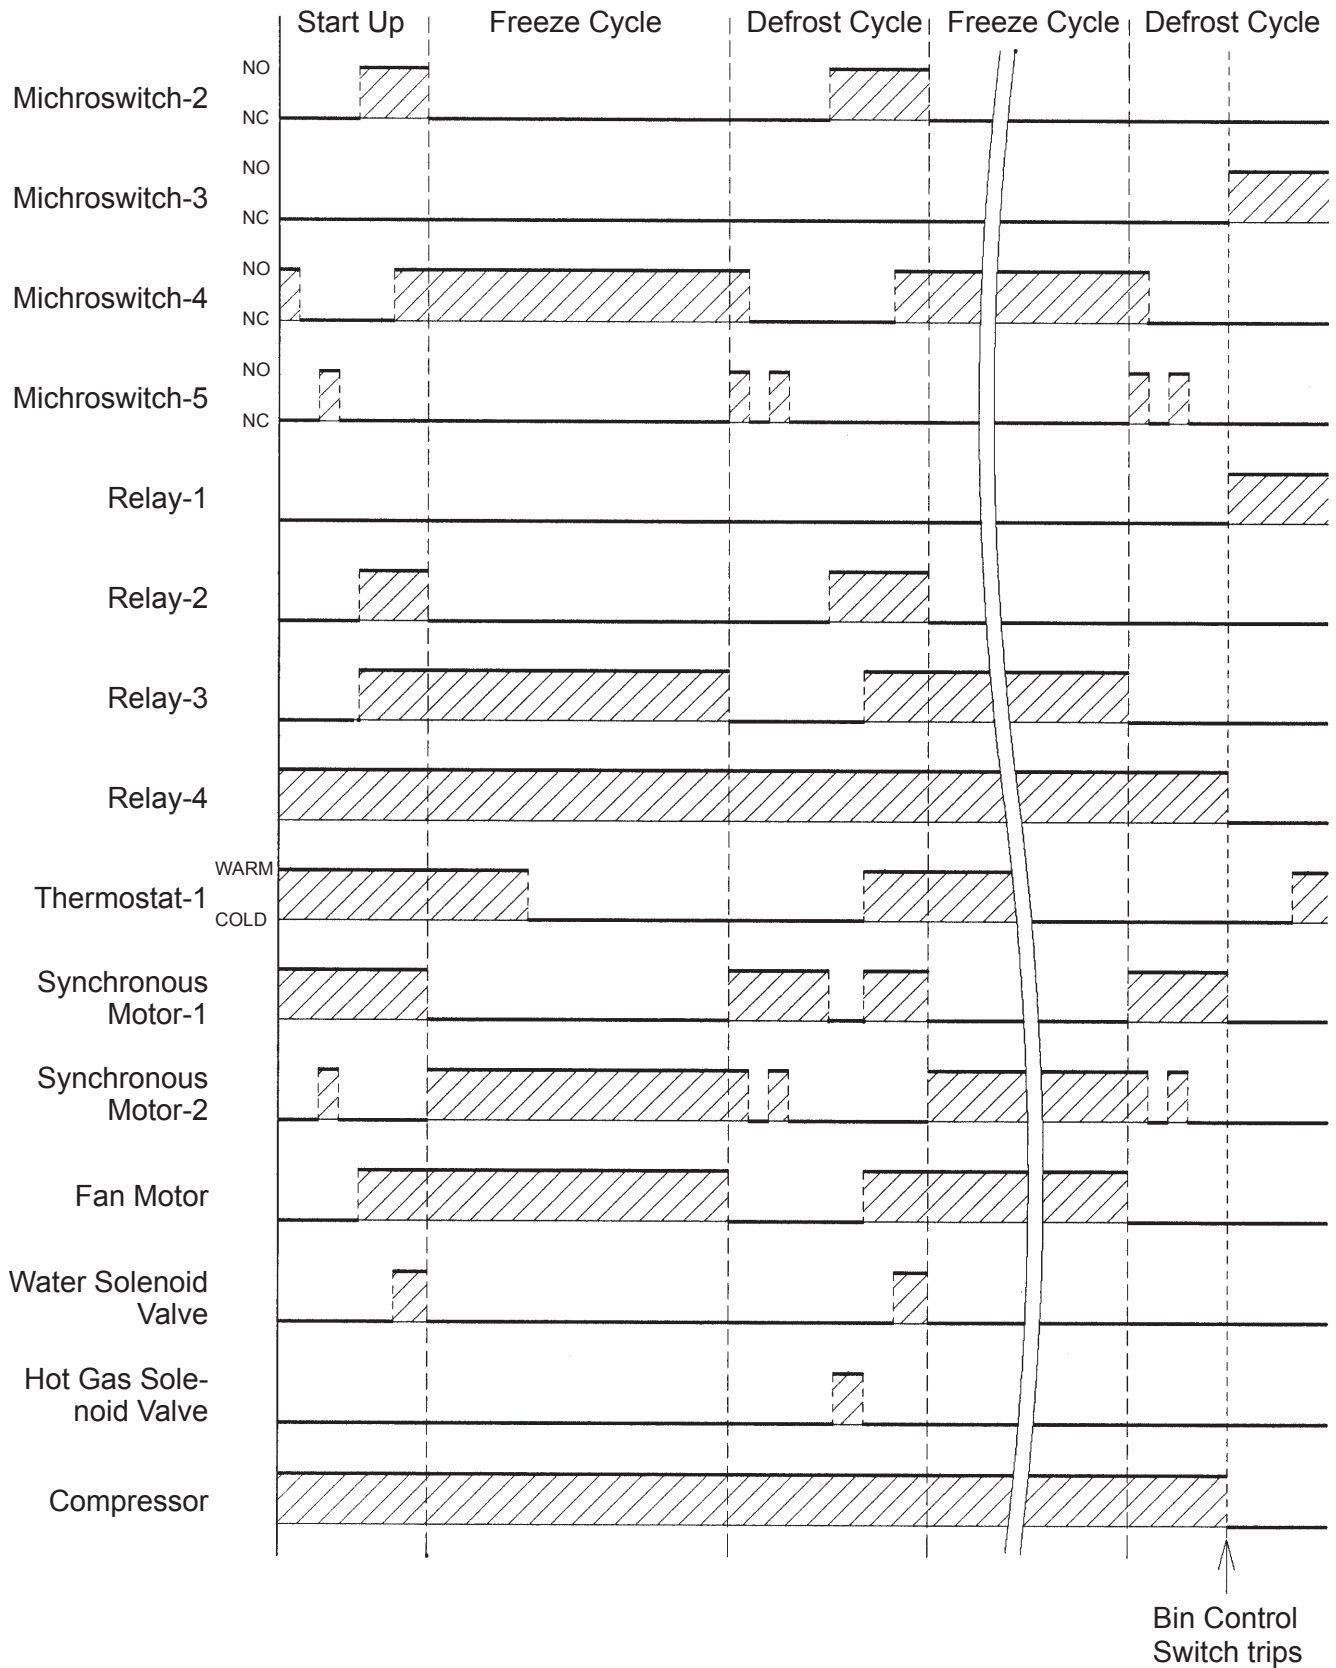 Start Up Freeze Cycle Defrost Cycle Freeze Cycle Defrost Cycle
NO
Michroswitch-2
NC
NO
Michroswitch-3
NC
NO
Michroswitch-4
NC
NO
Michroswitch-5
NC
Relay-1
Relay-2
Relay-3
Relay-4
WARM
Thermostat-1
COLD
Synchronous
Motor-1
Synchronous
Motor-2
Fan Motor
Water Solenoid
Valve
Hot Gas Sole-
noid Valve
Compressor
Bin Control
Switch trips